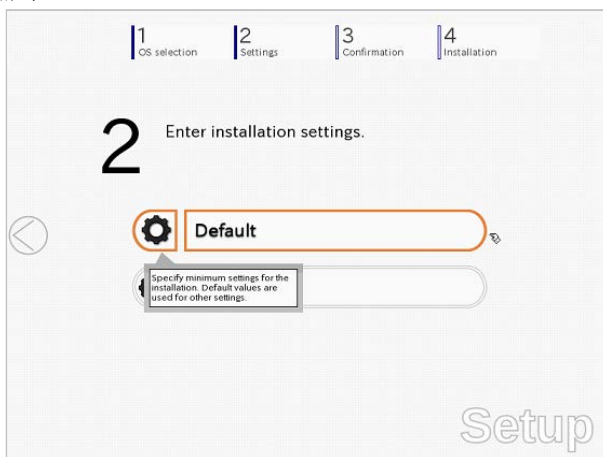 1
OS selection
2
Settings
3
Confirmation
4
Installation
2
Enter installation settings.
Default
Specify minimum settings for the
installation. Default values are
used for other settings.
Setup